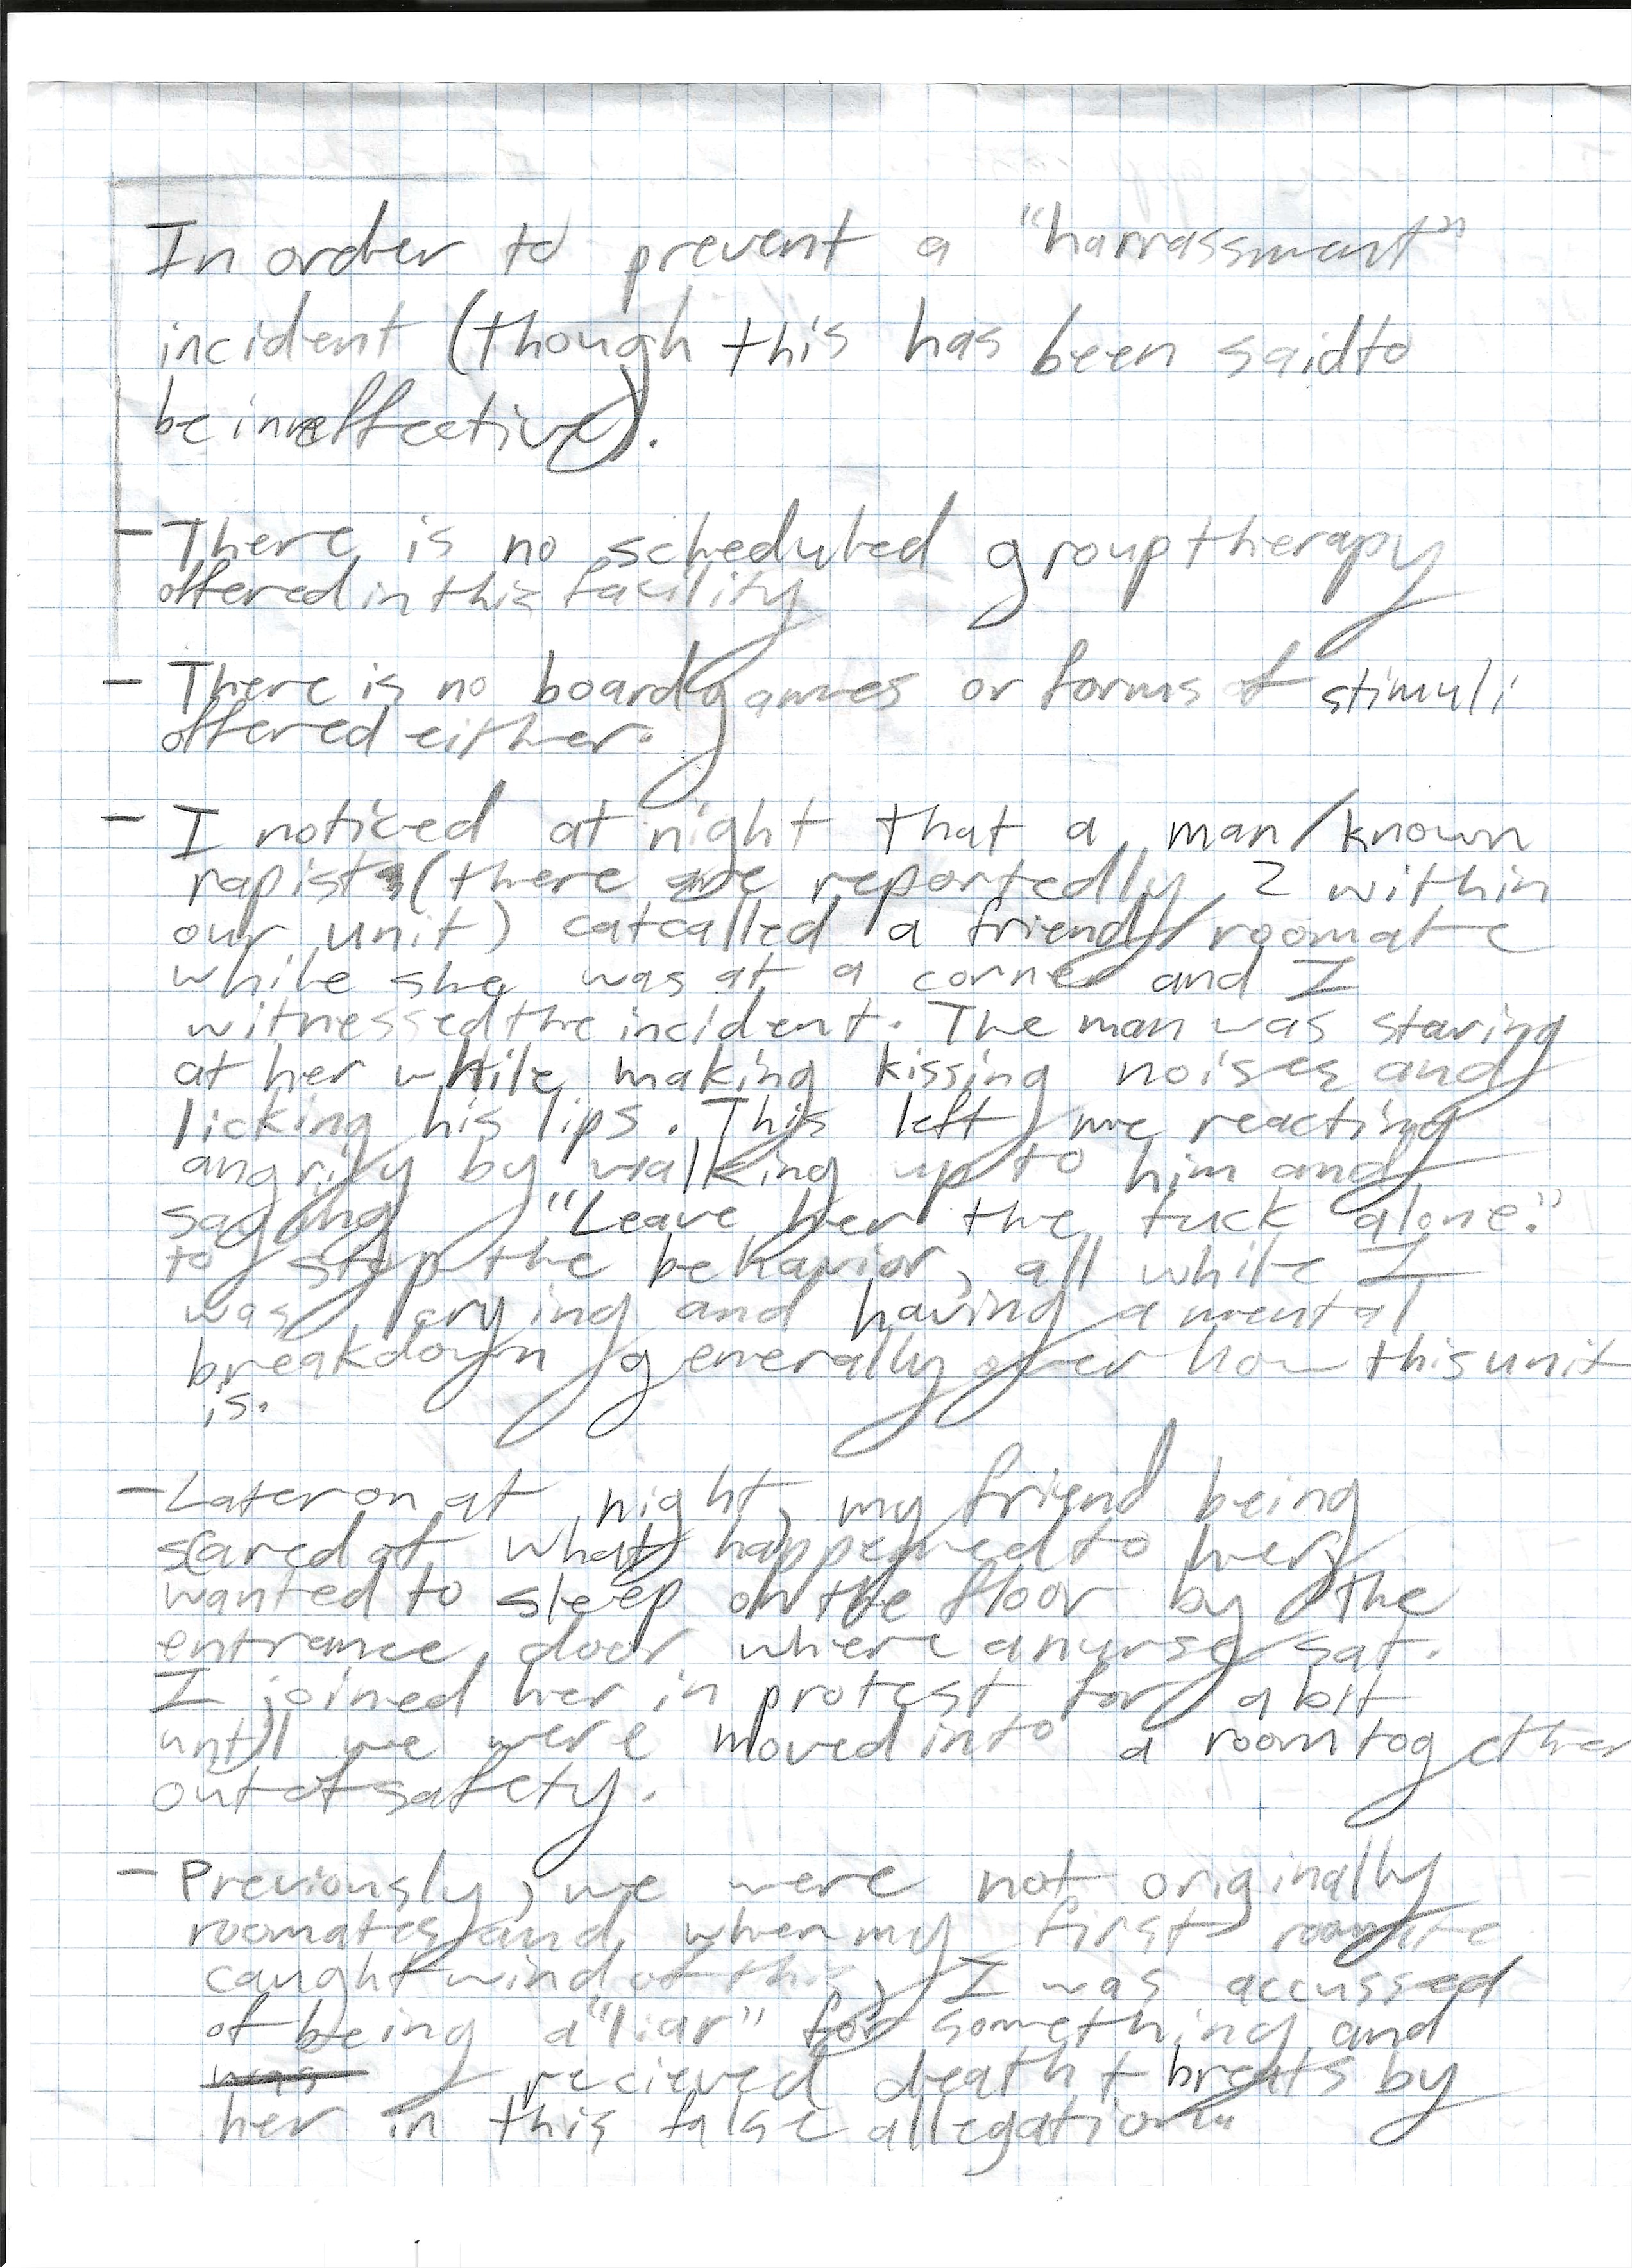 In order to prevent a "harrassment"
incident (though this has been said to
be ineffective).
- There is no scheduled group therapy
offered in this facility
- There is no board games or forms of stimuli
offered either.
- I noticed at night that a man/known
rapist (there are reportedly 2 within
our unit) catcalled a friend/roomate
while she was at a corner and I
witnessed the incident. The man was staring
at her while making kissing noises and
licking his lips. This left me reacting
angrily by walking up to him and
saying "Leave her the fuck alone."
to stop the behavior, all while I
was crying and having a mental
breakdown generally over how this unit
is.
- Later on at night, my friend being
scared of what happened to her,
wanted to sleep on the floor by the
entrance door where a nurse sat.
I joined her in protest for a bit
until we were moved into a room together
out of safety.
- Previously, we were not originally
roomates and when my first roomate
caught wind of this, I was accussed
of being a "liar" for something and
was recieved death threats by
her in this false allegation.